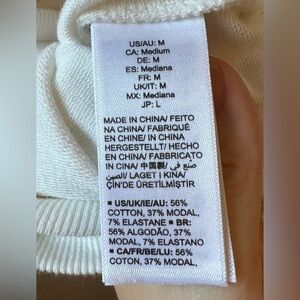 US/AU: M
CA: Medium
DE: M
ES: Mediana
FR: M
UK/IT: M
MX: Mediana
JP: L
MADE IN CHINA/ FEITO
NA CHINA/ FABRIQUÉ
EN CHINE/ IN CHINA
HERGESTELLT/ HECHO
EN CHINA/ FABBRICATO
IN CINA/ 中国製/ صنع في
الصين/ LAGET I KINA/
ÇİN'DE ÜRETİLMİŞTİR
■ US/UK/IE/AU: 56%
COTTON, 37% MODAL,
7% ELASTANE ■ BR:
56% ALGODÃO, 37%
MODAL, 7% ELASTANO
■ CA/FR/BE/LU: 56%
COTON, 37% MODAL,